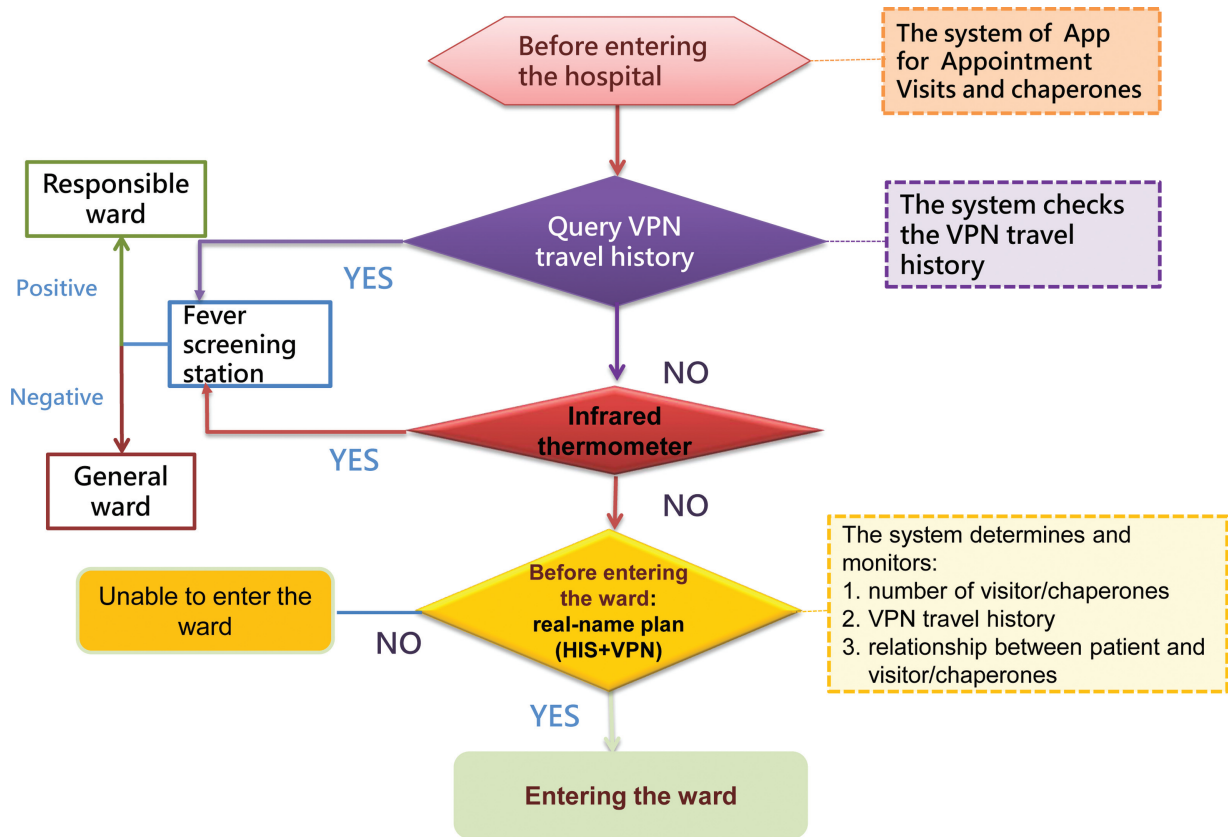 Before entering
the hospital
The system of App
for Appointment
Visits and chaperones
Responsible
ward
Query VPN
travel history
The system checks
the VPN travel
history
YES
Positive
Fever
screening
station
NO
Negative
Infrared
thermometer
YES
General
ward
NO
The system determines and
monitors:
1. number of visitor/chaperones
2. VPN travel history
3. relationship between patient and
visitor/chaperones
Before entering
the ward:
real-name plan
(HIS+VPN)
Unable to enter the
ward
NO
YES
Entering the ward